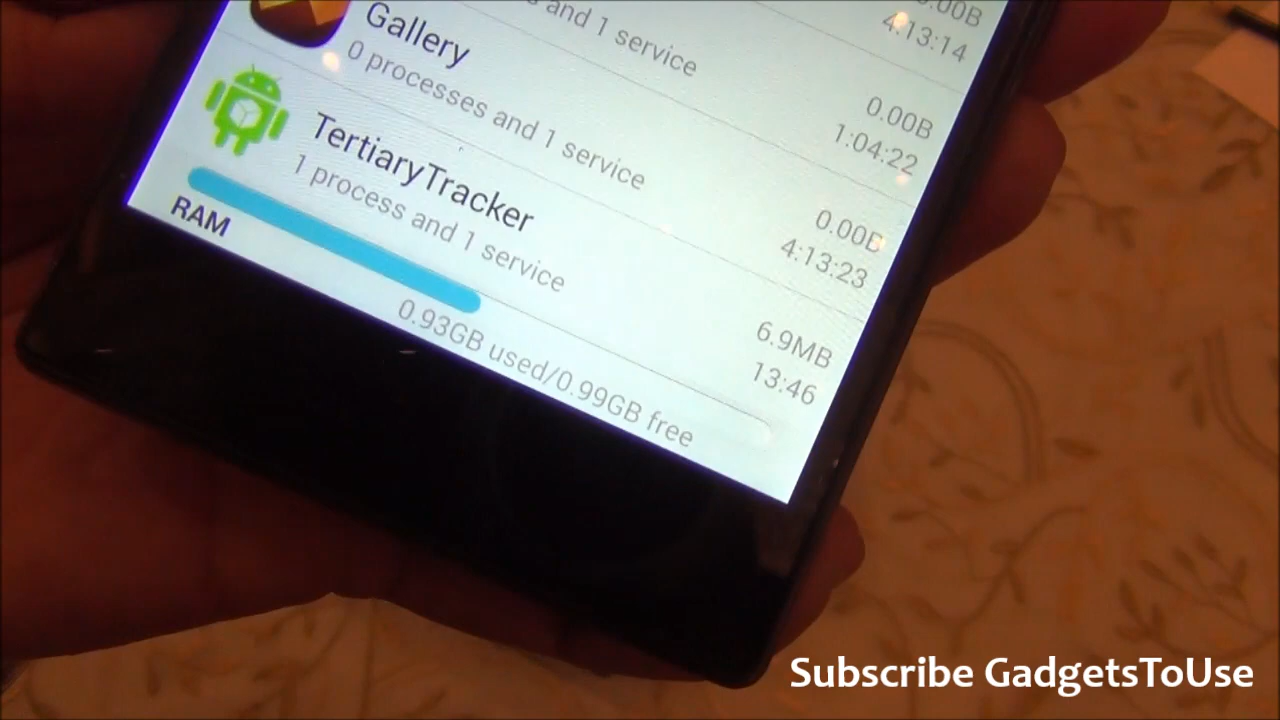 and 1 service
4:13:14
Gallery
0 processes and 1 service
0.00B
1:04:22
TertiaryTracker
1 process and 1 service
0.00B
4:13:23
6.9MB
13:46
RAM
0.93GB used/0.99GB free
Subscribe GadgetsToUse